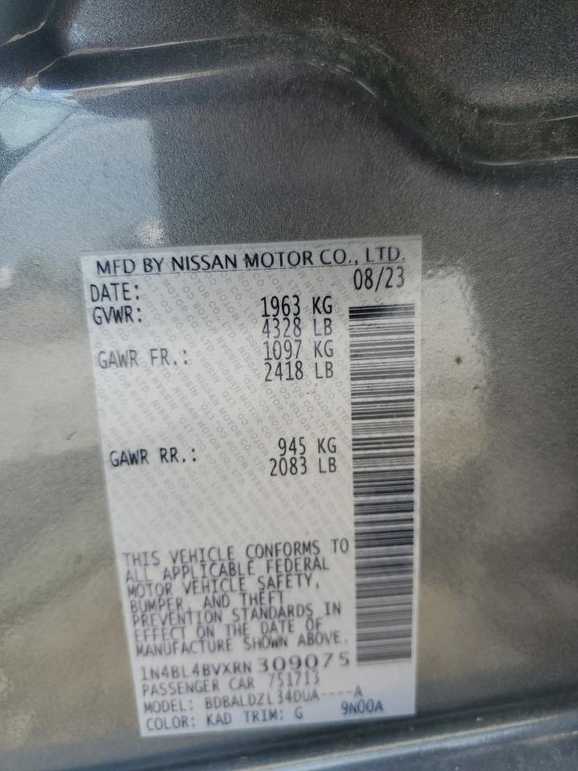 MFD BY NISSAN MOTOR CO., LTD.
DATE: 08/23
GVWR: 1963 KG
4328 LB
GAWR FR.: 1097 KG
2418 LB
GAWR RR.: 945 KG
2083 LB
THIS VEHICLE CONFORMS TO
ALL APPLICABLE FEDERAL
MOTOR VEHICLE SAFETY,
BUMPER, AND THEFT
PREVENTION STANDARDS IN
EFFECT ON THE DATE OF
MANUFACTURE SHOWN ABOVE.
1N4BL4BVXRN 309075
PASSENGER CAR 751713
MODEL: BDBALDZL34DUA----A
COLOR: KAD TRIM: G 9N00A